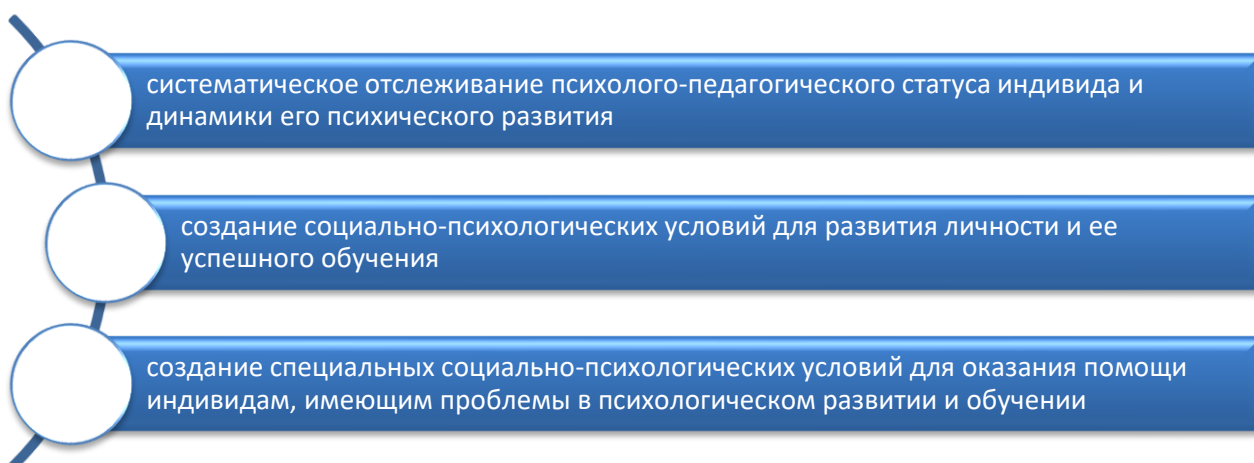 систематическое отслеживание психолого-педагогического статуса индивида и
динамики его психического развития
создание социально-психологических условий для развития личности и ее
успешного обучения
создание специальных социально-психологических условий для оказания помощи
индивидам, имеющим проблемы в психологическом развитии и обучении